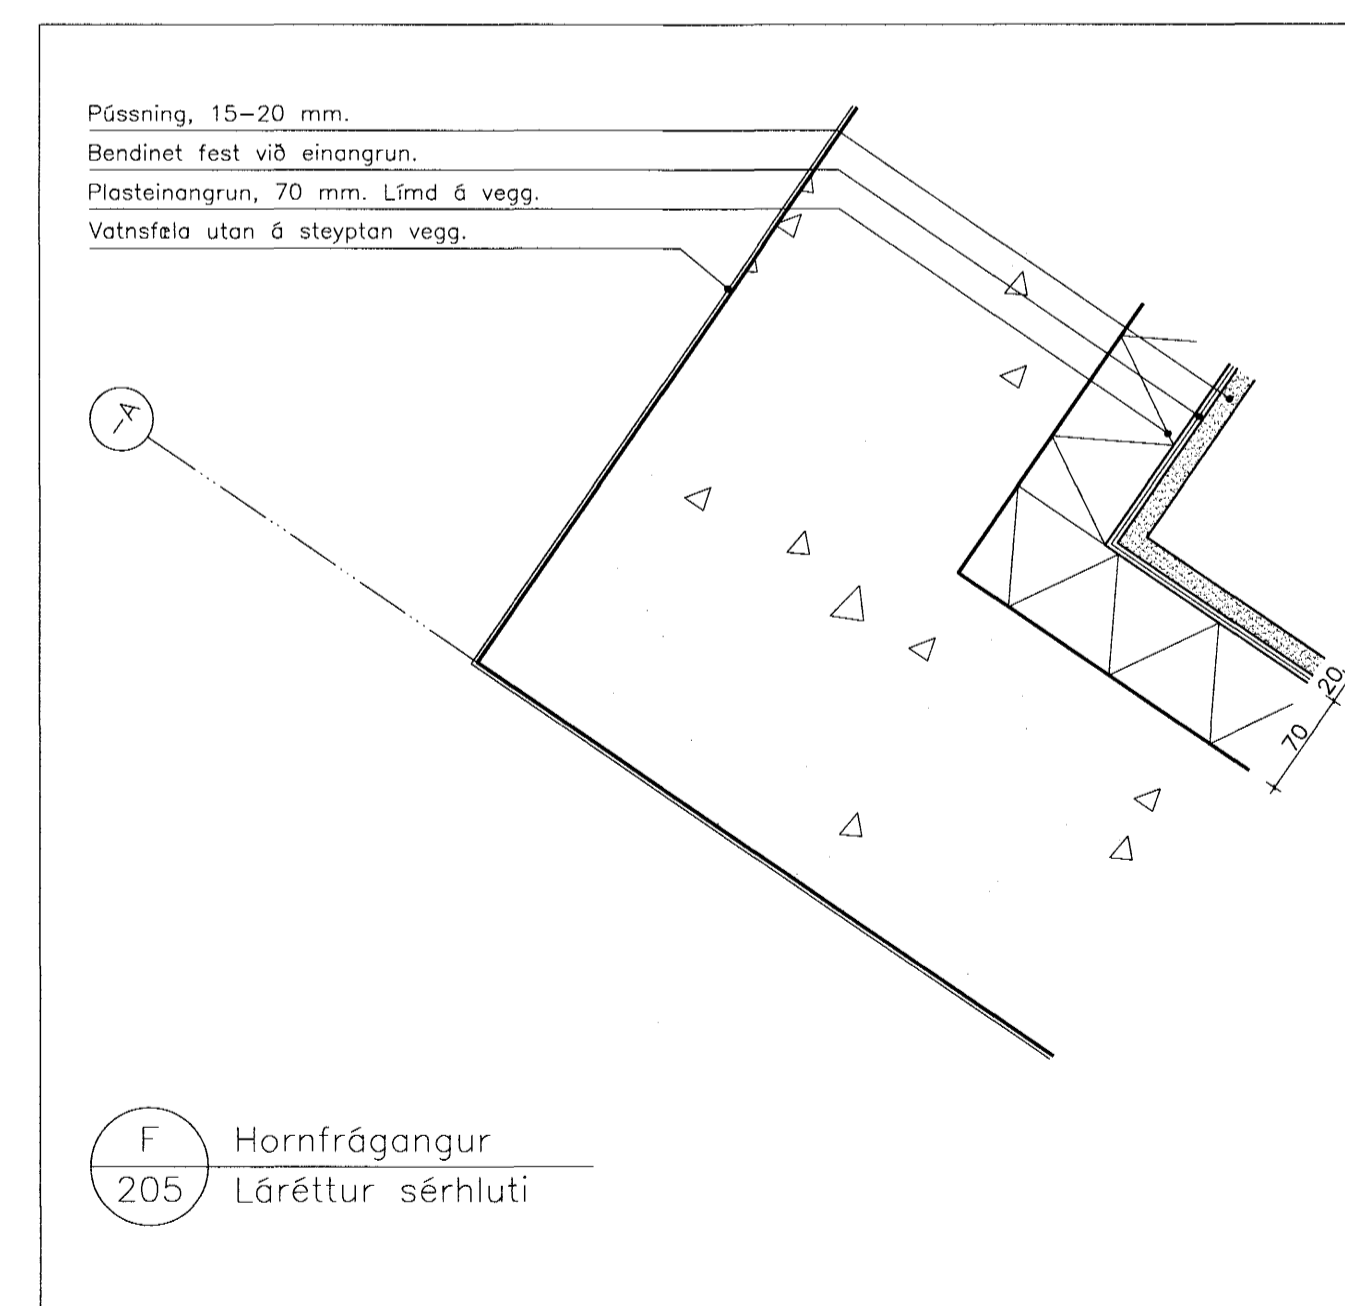 Pússning, 15-20 mm.
Bendinet fest við einangrun.
Plasteinangrun, 70 mm. Límd á vegg.
Vatnsfæla utan á steyptan vegg.
-A
20
70
F
205
Hornfrágangur
Láréttur sérhluti